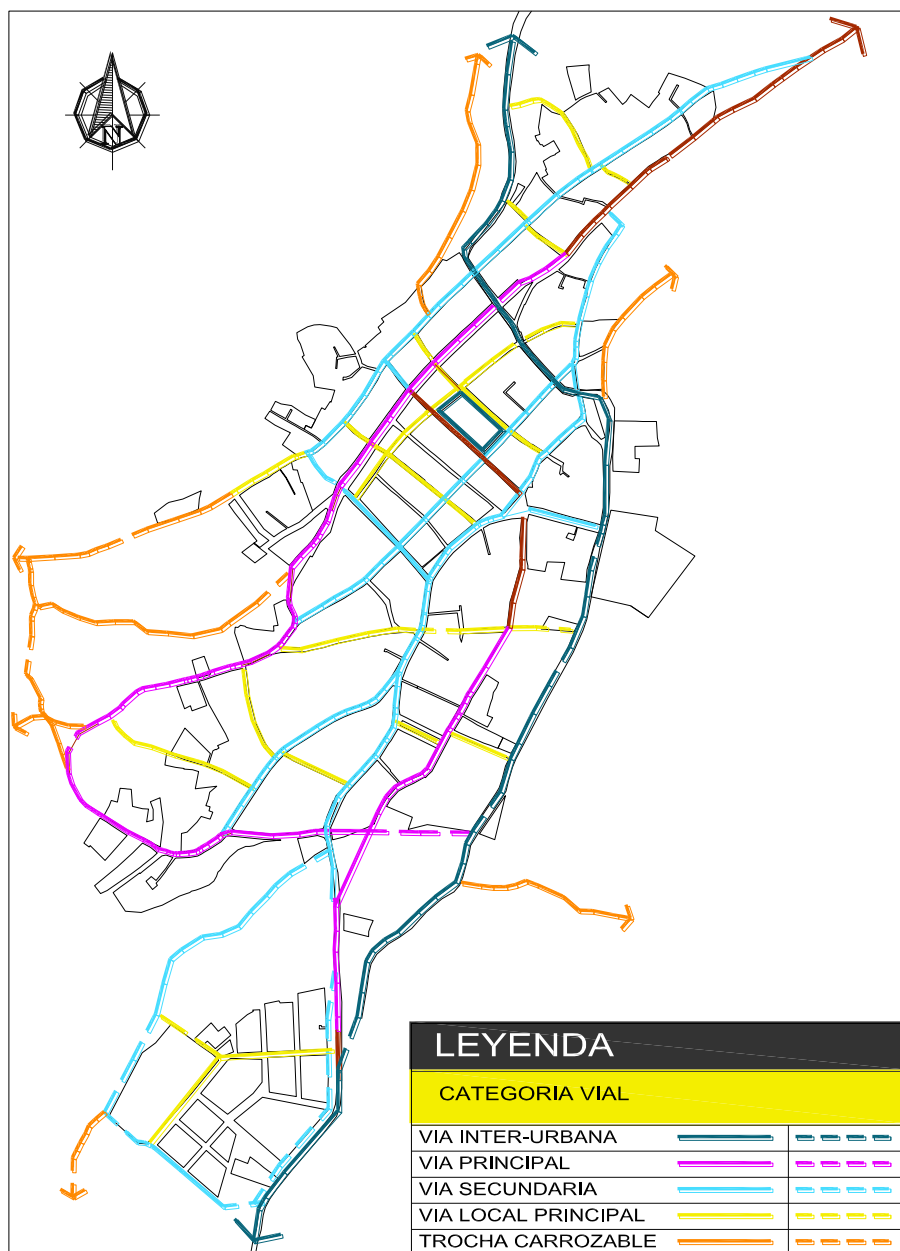 N
LEYENDA
CATEGORIA VIAL
VIA INTER-URBANA
VIA PRINCIPAL
VIA SECUNDARIA
VIA LOCAL PRINCIPAL
TROCHA CARROZABLE